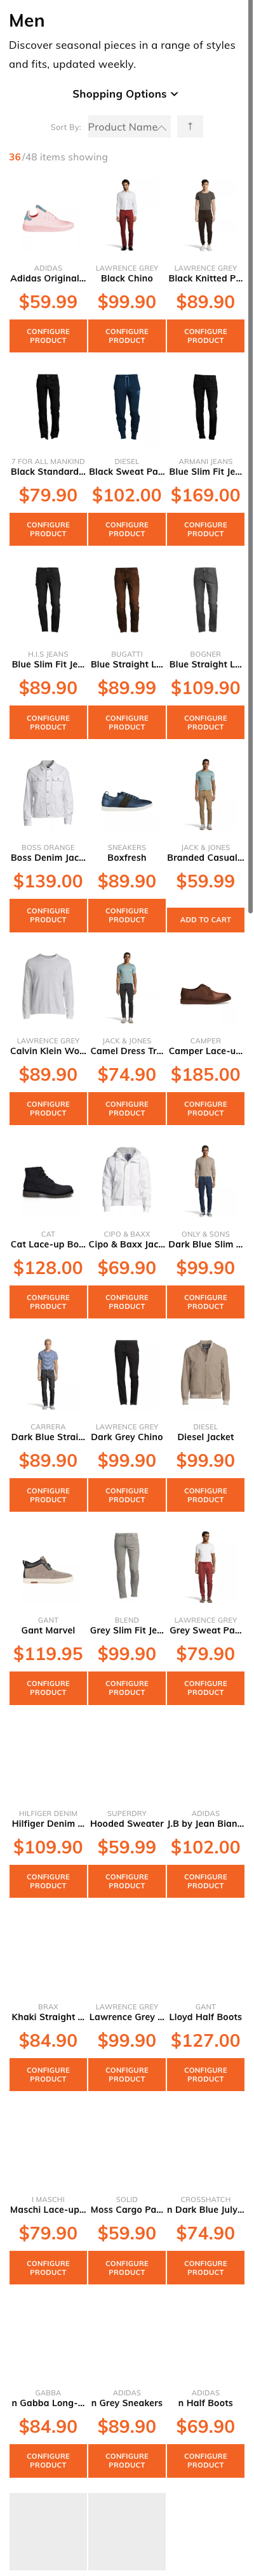 Men
Discover seasonal pieces in a range of styles
and fits, updated weekly.
Shopping Options
Sort By: Product Name ↑
36/48 items showing
ADIDAS LAWRENCE GREY LAWRENCE GREY
Adidas Original... Black Chino Black Knitted P...
$59.99 $99.90 $89.90
CONFIGURE CONFIGURE CONFIGURE
PRODUCT PRODUCT PRODUCT
7 FOR ALL MANKIND DIESEL ARMANI JEANS
Black Standard... Black Sweat Pa... Blue Slim Fit Je...
$79.90 $102.00 $169.00
CONFIGURE CONFIGURE CONFIGURE
PRODUCT PRODUCT PRODUCT
H.I.S JEANS BUGATTI BOGNER
Blue Slim Fit Je... Blue Straight L... Blue Straight L...
$89.90 $89.99 $109.90
CONFIGURE CONFIGURE CONFIGURE
PRODUCT PRODUCT PRODUCT
BOSS ORANGE SNEAKERS JACK & JONES
Boss Denim Jac... Boxfresh Branded Casual...
$139.00 $89.90 $59.99
CONFIGURE CONFIGURE ADD TO CART
PRODUCT PRODUCT
LAWRENCE GREY JACK & JONES CAMPER
Calvin Klein Wo... Camel Dress Tr... Camper Lace-u...
$89.90 $74.90 $185.00
CONFIGURE CONFIGURE CONFIGURE
PRODUCT PRODUCT PRODUCT
CAT CIPO & BAXX ONLY & SONS
Cat Lace-up Bo... Cipo & Baxx Jac... Dark Blue Slim ...
$128.00 $69.90 $99.90
CONFIGURE CONFIGURE CONFIGURE
PRODUCT PRODUCT PRODUCT
CARRERA LAWRENCE GREY DIESEL
Dark Blue Strai... Dark Grey Chino Diesel Jacket
$89.90 $99.90 $99.90
CONFIGURE CONFIGURE CONFIGURE
PRODUCT PRODUCT PRODUCT
GANT BLEND LAWRENCE GREY
Gant Marvel Grey Slim Fit Je... Grey Sweat Pa...
$119.95 $99.90 $79.90
CONFIGURE CONFIGURE CONFIGURE
PRODUCT PRODUCT PRODUCT
HILFIGER DENIM SUPERDRY ADIDAS
Hilfiger Denim ... Hooded Sweater J.B by Jean Bian...
$109.90 $59.99 $102.00
CONFIGURE CONFIGURE CONFIGURE
PRODUCT PRODUCT PRODUCT
BRAX LAWRENCE GREY GANT
Khaki Straight ... Lawrence Grey ... Lloyd Half Boots
$84.90 $99.90 $127.00
CONFIGURE CONFIGURE CONFIGURE
PRODUCT PRODUCT PRODUCT
I MASCHI SOLID CROSSHATCH
Maschi Lace-up... Moss Cargo Pa... n Dark Blue July...
$79.90 $59.90 $74.90
CONFIGURE CONFIGURE CONFIGURE
PRODUCT PRODUCT PRODUCT
GABBA ADIDAS ADIDAS
n Gabba Long-... n Grey Sneakers n Half Boots
$84.90 $89.90 $69.90
CONFIGURE CONFIGURE CONFIGURE
PRODUCT PRODUCT PRODUCT